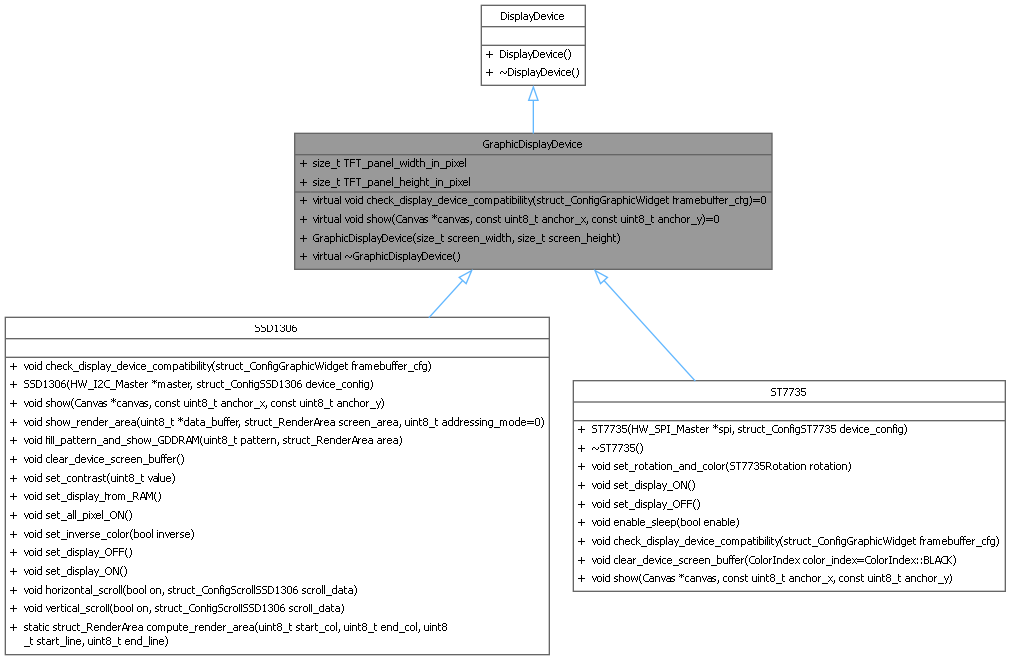 DisplayDevice
+ DisplayDevice()
+ ~DisplayDevice()
GraphicDisplayDevice
+ size_t TFT_panel_width_in_pixel
+ size_t TFT_panel_height_in_pixel
+ virtual void check_display_device_compatibility(struct_ConfigGraphicWidget framebuffer_cfg)=0
+ virtual void show(Canvas *canvas, const uint8_t anchor_x, const uint8_t anchor_y)=0
+ GraphicDisplayDevice(size_t screen_width, size_t screen_height)
+ virtual ~GraphicDisplayDevice()
SSD1306
+ void check_display_device_compatibility(struct_ConfigGraphicWidget framebuffer_cfg)
+ SSD1306(HW_I2C_Master *master, struct_ConfigSSD1306 device_config)
+ void show(Canvas *canvas, const uint8_t anchor_x, const uint8_t anchor_y)
+ void show_render_area(uint8_t *data_buffer, struct_RenderArea screen_area, uint8_t addressing_mode=0)
+ void fill_pattern_and_show_GDDRAM(uint8_t pattern, struct_RenderArea area)
+ void clear_device_screen_buffer()
+ void set_contrast(uint8_t value)
+ void set_display_from_RAM()
+ void set_all_pixel_ON()
+ void set_inverse_color(bool inverse)
+ void set_display_OFF()
+ void set_display_ON()
+ void horizontal_scroll(bool on, struct_ConfigScrollSSD1306 scroll_data)
+ void vertical_scroll(bool on, struct_ConfigScrollSSD1306 scroll_data)
+ static struct_RenderArea compute_render_area(uint8_t start_col, uint8_t end_col, uint8
_t start_line, uint8_t end_line)
ST7735
+ ST7735(HW_SPI_Master *spi, struct_ConfigST7735 device_config)
+ ~ST7735()
+ void set_rotation_and_color(ST7735Rotation rotation)
+ void set_display_ON()
+ void set_display_OFF()
+ void enable_sleep(bool enable)
+ void check_display_device_compatibility(struct_ConfigGraphicWidget framebuffer_cfg)
+ void clear_device_screen_buffer(ColorIndex color_index=ColorIndex::BLACK)
+ void show(Canvas *canvas, const uint8_t anchor_x, const uint8_t anchor_y)